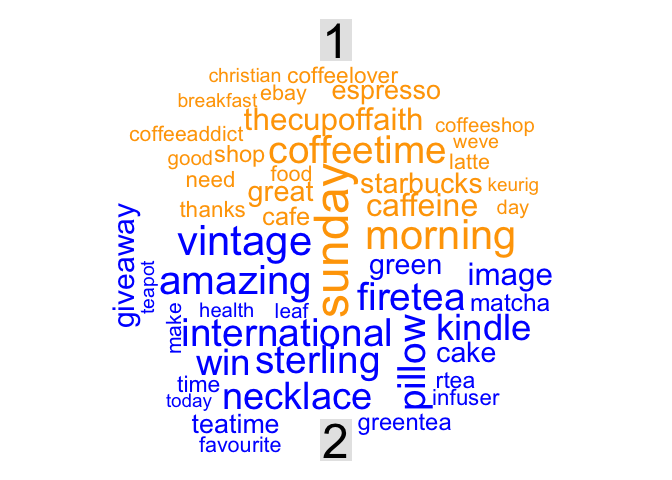 1
christian coffeelover
ebay espresso
breakfast
thecupoffaith
coffeeaddict coffeeshop
coffeetime weve
good shop latte
need food starbucks keurig
great
thanks cafe caffeine day
sunday
vintage morning
giveaway
teapot
amazing green image
firetea matcha
health leaf
make
international kindle
win sterling pillow cake
time rtea
today necklace infuser
teatime greentea
favourite
2